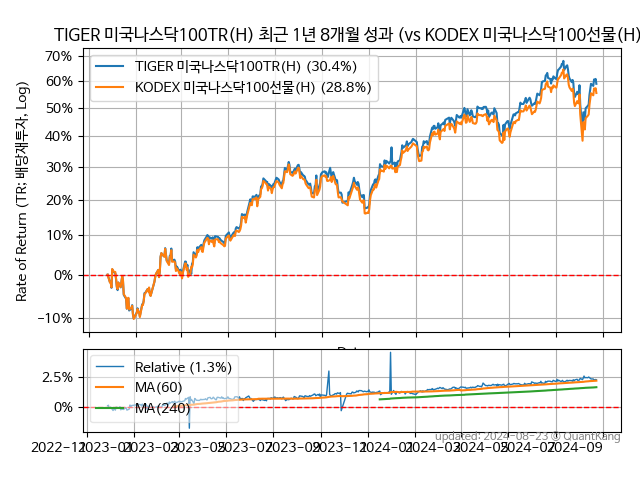 TIGER 미국나스닥100TR(H) 최근 1년 8개월 성과 (vs KODEX 미국나스닥100선물(H)
70%
60%
50%
40%
30%
20%
10%
0%
−10%
Rate of Return (TR: 배당재투자, Log)
TIGER 미국나스닥100TR(H) (30.4%)
KODEX 미국나스닥100선물(H) (28.8%)
2.5%
0%
Relative (1.3%)
MA(60)
MA(240)
updated: 2024-08-23 © QuantKang
2022-11 2023-01 2023-03 2023-05 2023-07 2023-09 2023-11 2024-01 2024-03 2024-05 2024-07 2024-09